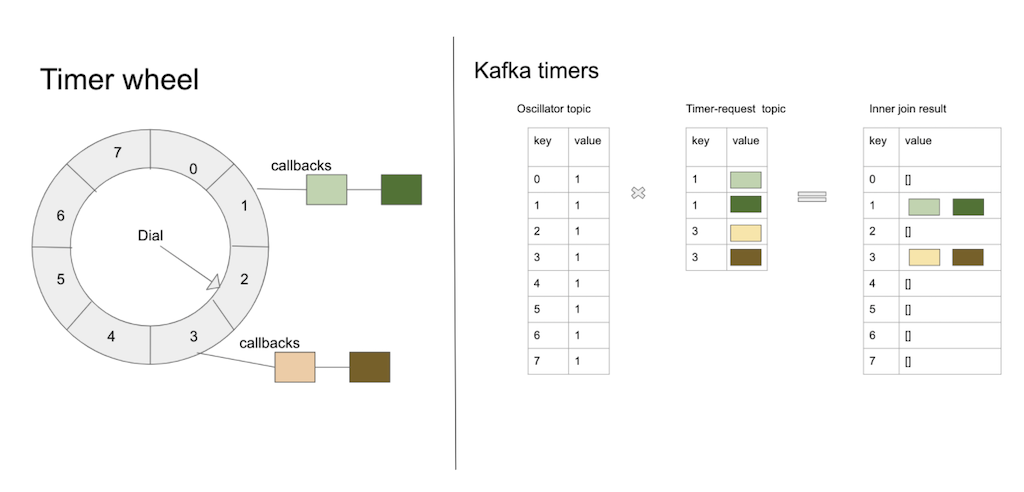 Timer wheel
7
0
callbacks
6
1
Dial
5
2
4
3
callbacks
Kafka timers
Oscillator topic
key value
0 1
1 1
2 1
3 1
4 1
5 1
6 1
7 1
Timer-request topic
key value
1
1
3
3
Inner join result
key value
0 []
1
2 []
3
4 []
5 []
6 []
7 []